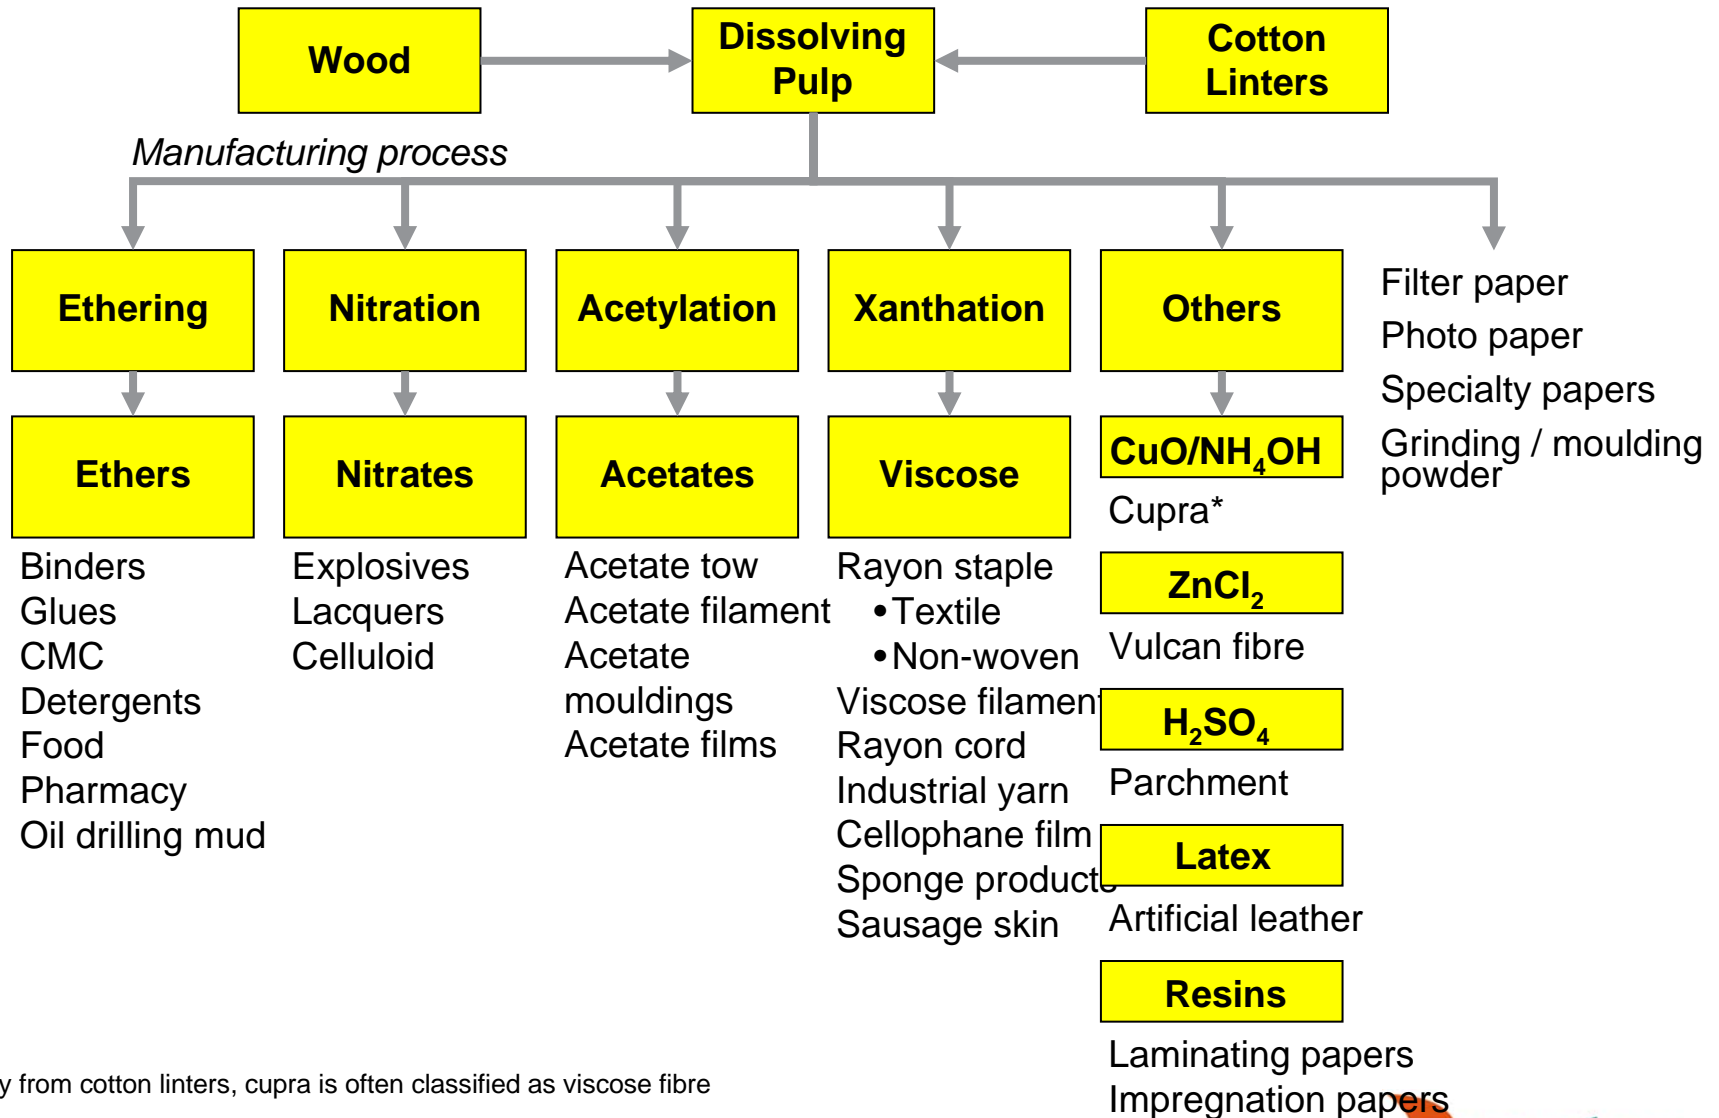 Wood
Dissolving
Pulp
Cotton
Linters
Manufacturing process
Ethering
Nitration
Acetylation
Xanthation
Others
Filter paper
Photo paper
Specialty papers
Grinding / moulding
powder
Ethers
Binders
Glues
CMC
Detergents
Food
Pharmacy
Oil drilling mud
Nitrates
Explosives
Lacquers
Celluloid
Acetates
Acetate tow
Acetate filament
Acetate
mouldings
Acetate films
Viscose
Rayon staple
•Textile
•Non-woven
Viscose filament
Rayon cord
Industrial yarn
Cellophane film
Sponge products
Sausage skin
CuO/NH₄OH
Cupra*
ZnCl₂
Vulcan fibre
H₂SO₄
Parchment
Latex
Artificial leather
Resins
Laminating papers
Impregnation papers
y from cotton linters, cupra is often classified as viscose fibre